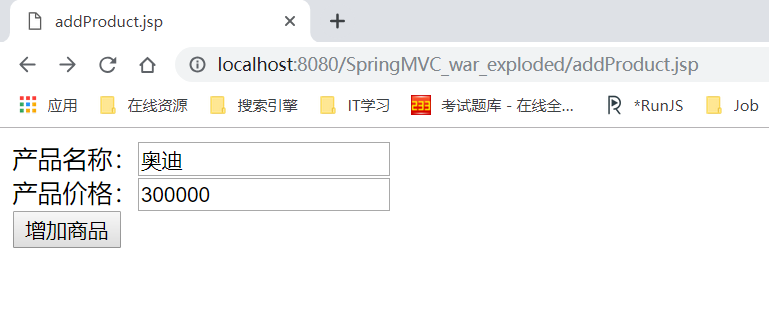 addProduct.jsp
localhost:8080/SpringMVC_war_exploded/addProduct.jsp
应用 在线资源 搜索引擎 IT学习 233 考试题库 - 在线全... *RunJS Job
产品名称：奥迪
产品价格：300000
增加商品